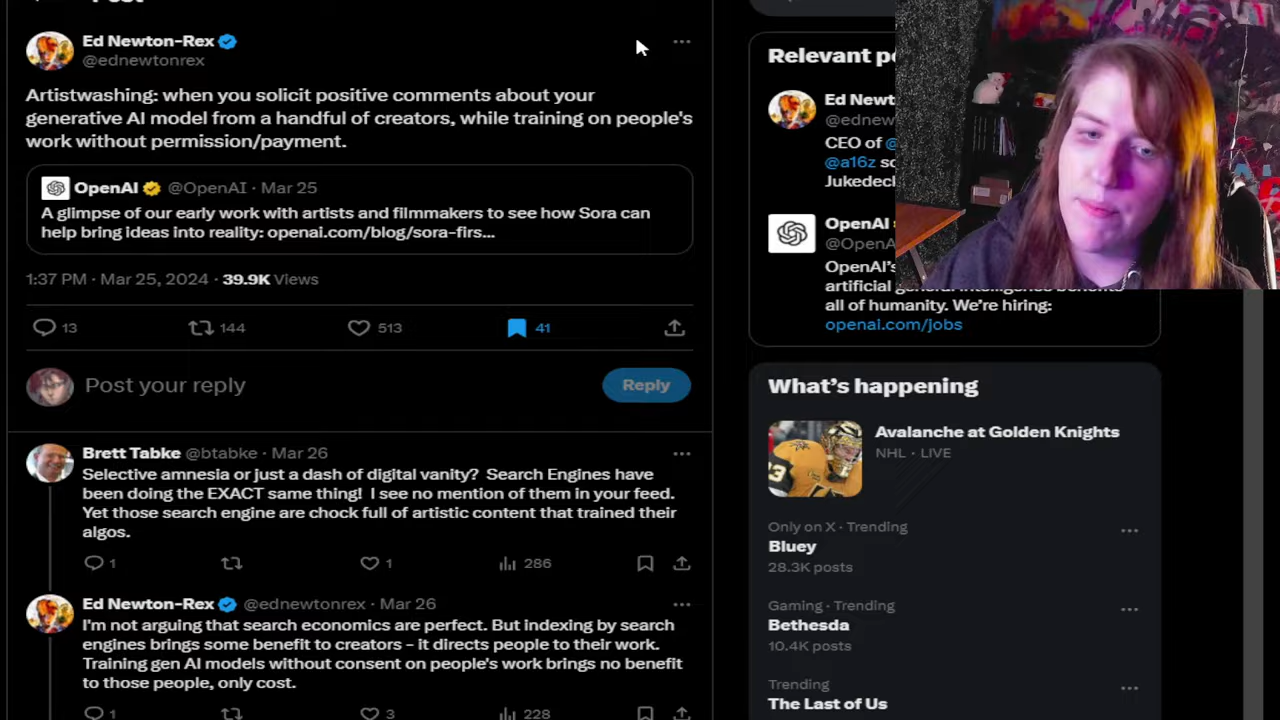 Ed Newton-Rex
@ednewtonrex
Artistwashing: when you solicit positive comments about your
generative AI model from a handful of creators, while training on people's
work without permission/payment.
OpenAI @OpenAI · Mar 25
A glimpse of our early work with artists and filmmakers to see how Sora can
help bring ideas into reality: openai.com/blog/sora-firs...
1:37 PM · Mar 25, 2024 · 39.9K Views
13 144 513 41
Post your reply
Reply
Brett Tabke @btabke · Mar 26
Selective amnesia or just a dash of digital vanity? Search Engines have
been doing the EXACT same thing! I see no mention of them in your feed.
Yet those search engine are chock full of artistic content that trained their
algos.
1 1 286
Ed Newton-Rex @ednewtonrex · Mar 26
I'm not arguing that search economics are perfect. But indexing by search
engines brings some benefit to creators - it directs people to their work.
Training gen AI models without consent on people's work brings no benefit
to those people, only cost.
1 3 228
Relevant
Ed
CEO of
@a16z
Jukedeck
OpenAI
OpenAI's
artificial general intelligence benefits
all of humanity. We're hiring:
openai.com/jobs
What's happening
Avalanche at Golden Knights
NHL · LIVE
Only on X · Trending
Bluey
28.3K posts
Gaming · Trending
Bethesda
10.4K posts
Trending
The Last of Us